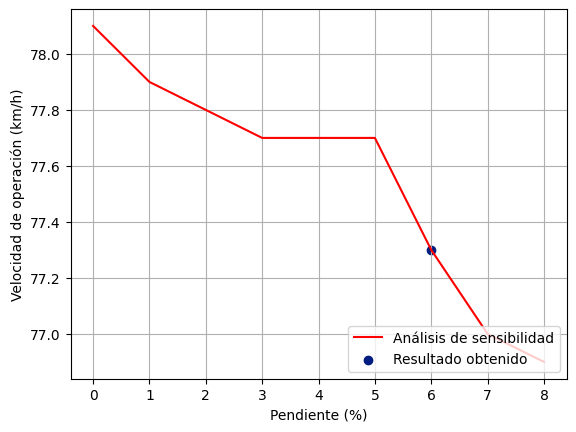 Velocidad de operación (km/h)
78.0
77.8
77.6
77.4
77.2
77.0
Análisis de sensibilidad
Resultado obtenido
0 1 2 3 4 5 6 7 8
Pendiente (%)